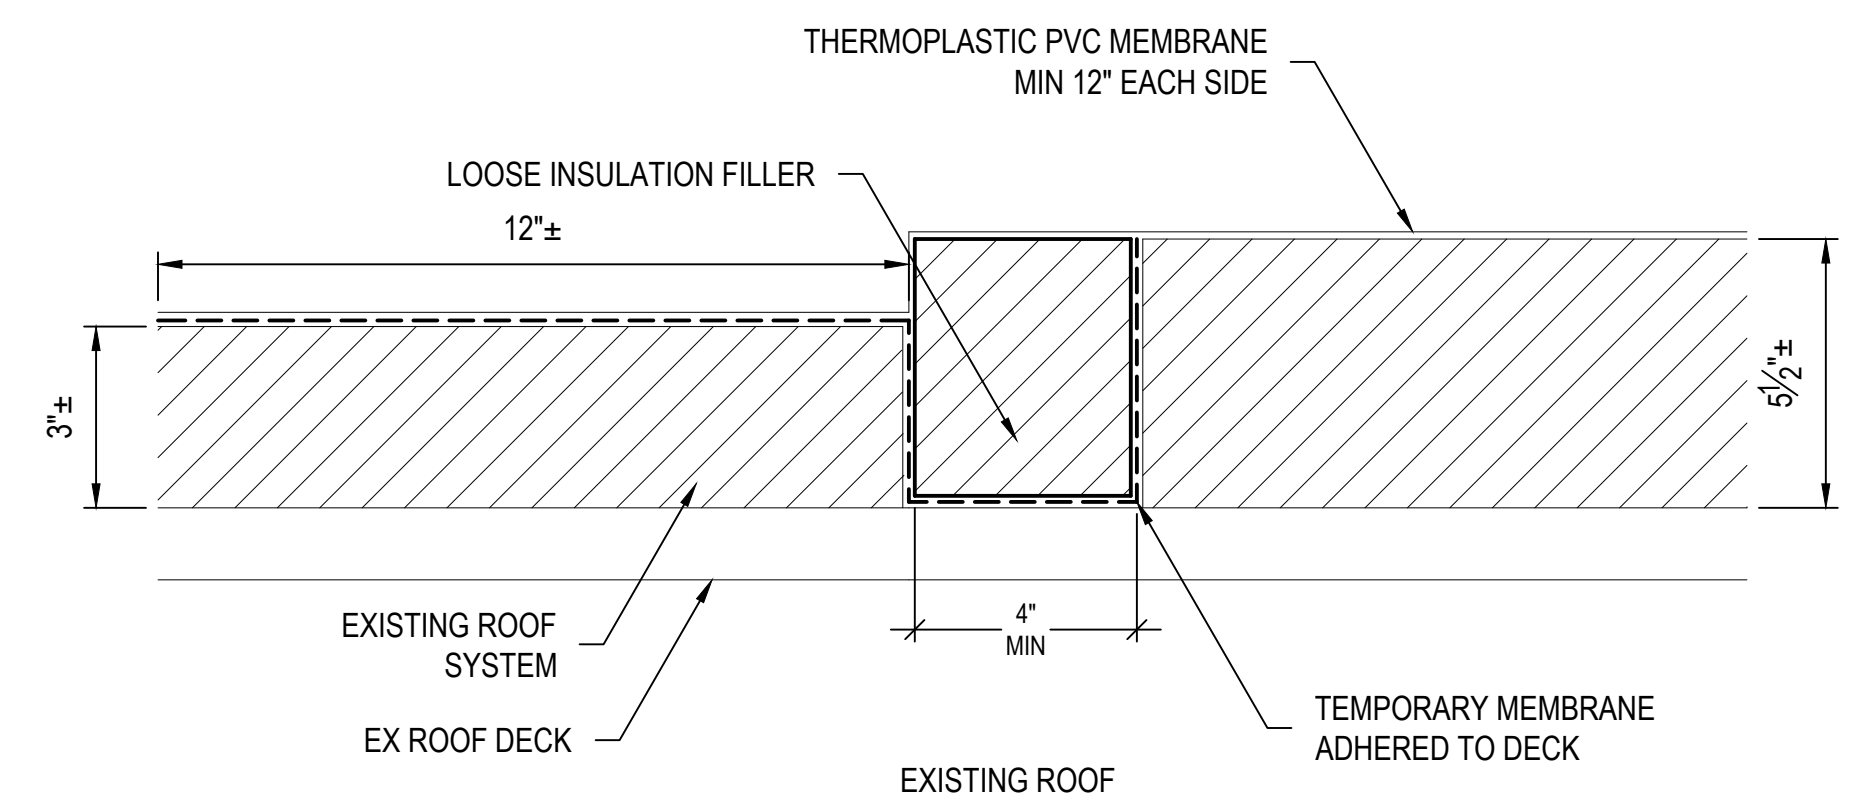 THERMOPLASTIC PVC MEMBRANE
MIN 12" EACH SIDE
LOOSE INSULATION FILLER
12"±
3"±
5½"±
4"
MIN
EXISTING ROOF
SYSTEM
EX ROOF DECK
TEMPORARY MEMBRANE
ADHERED TO DECK
EXISTING ROOF